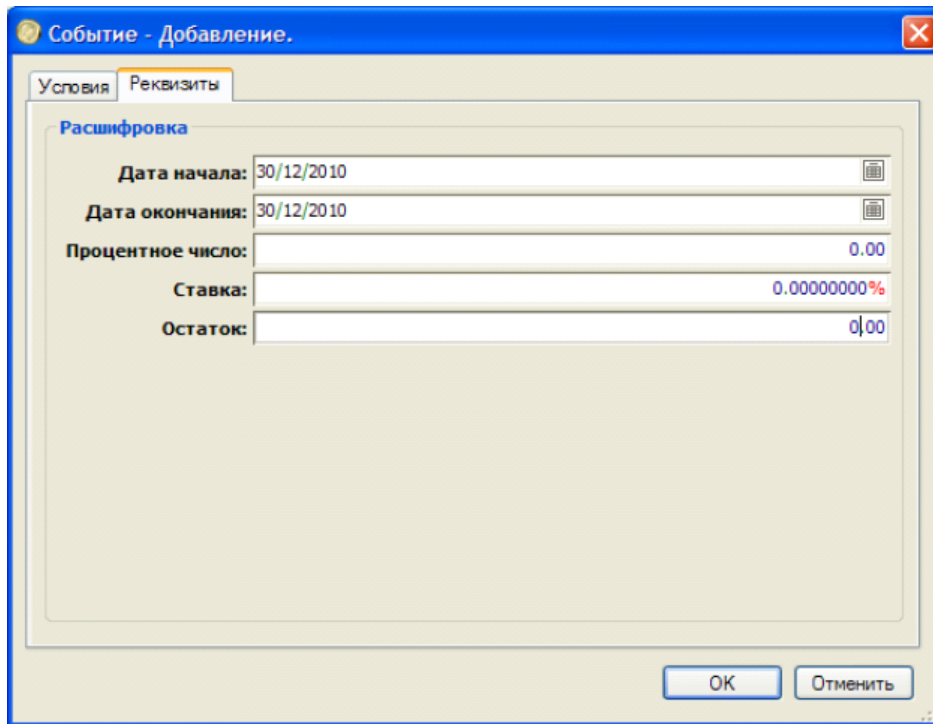 Событие - Добавление.
Условия Реквизиты
Расшифровка
Дата начала: 30/12/2010
Дата окончания: 30/12/2010
Процентное число: 0.00
Ставка: 0.00000000%
Остаток: 0.00
OK Отменить